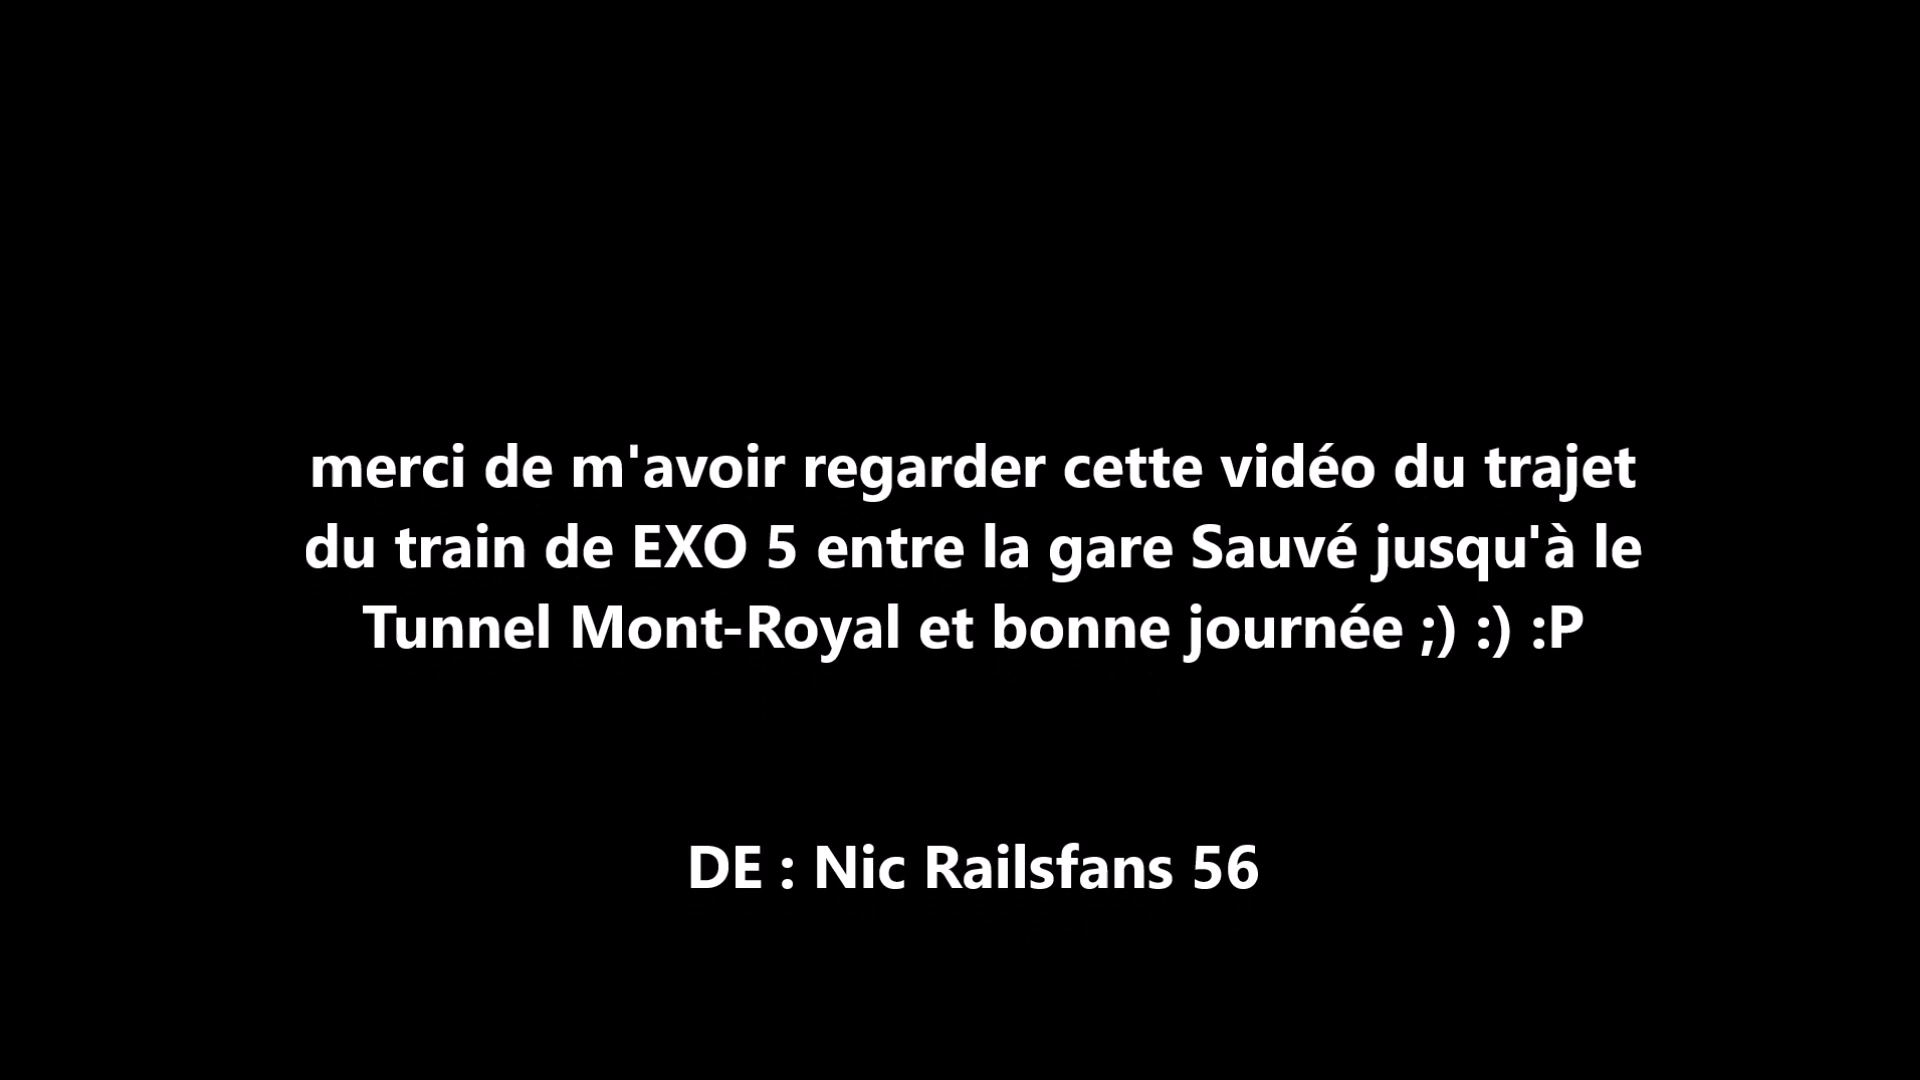 merci de m'avoir regarder cette vidéo du trajet
du train de EXO 5 entre la gare Sauvé jusqu'à le
Tunnel Mont-Royal et bonne journée ;) :) :P
DE : Nic Railsfans 56